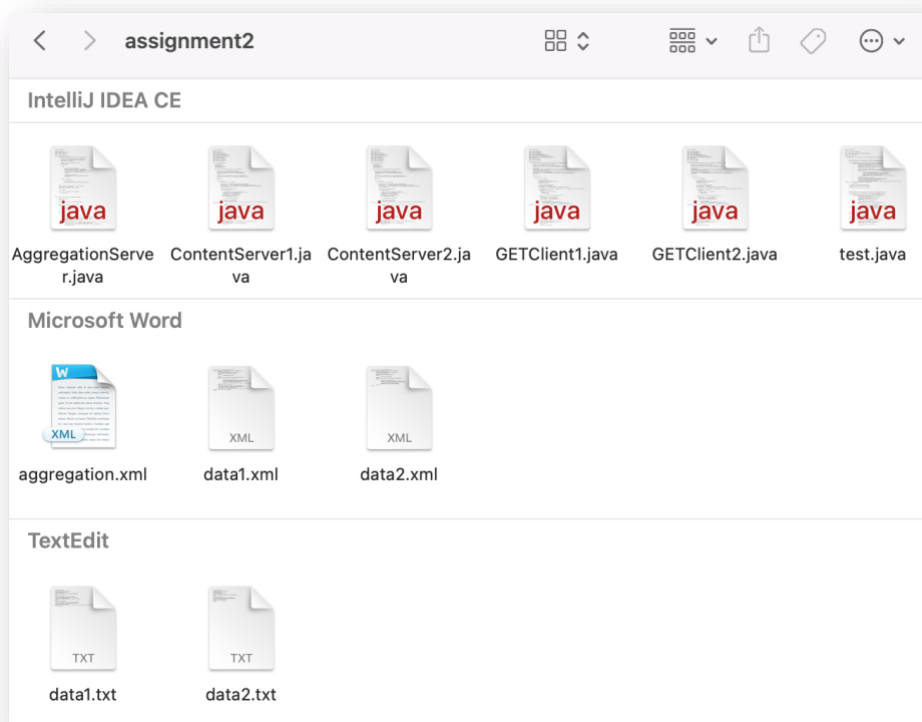 assignment2
IntelliJ IDEA CE
java
java
java
java
java
java
AggregationServe
r.java
ContentServer1.ja
va
ContentServer2.ja
va
GETClient1.java
GETClient2.java
test.java
Microsoft Word
W
XML
XML
XML
aggregation.xml
data1.xml
data2.xml
TextEdit
TXT
TXT
data1.txt
data2.txt